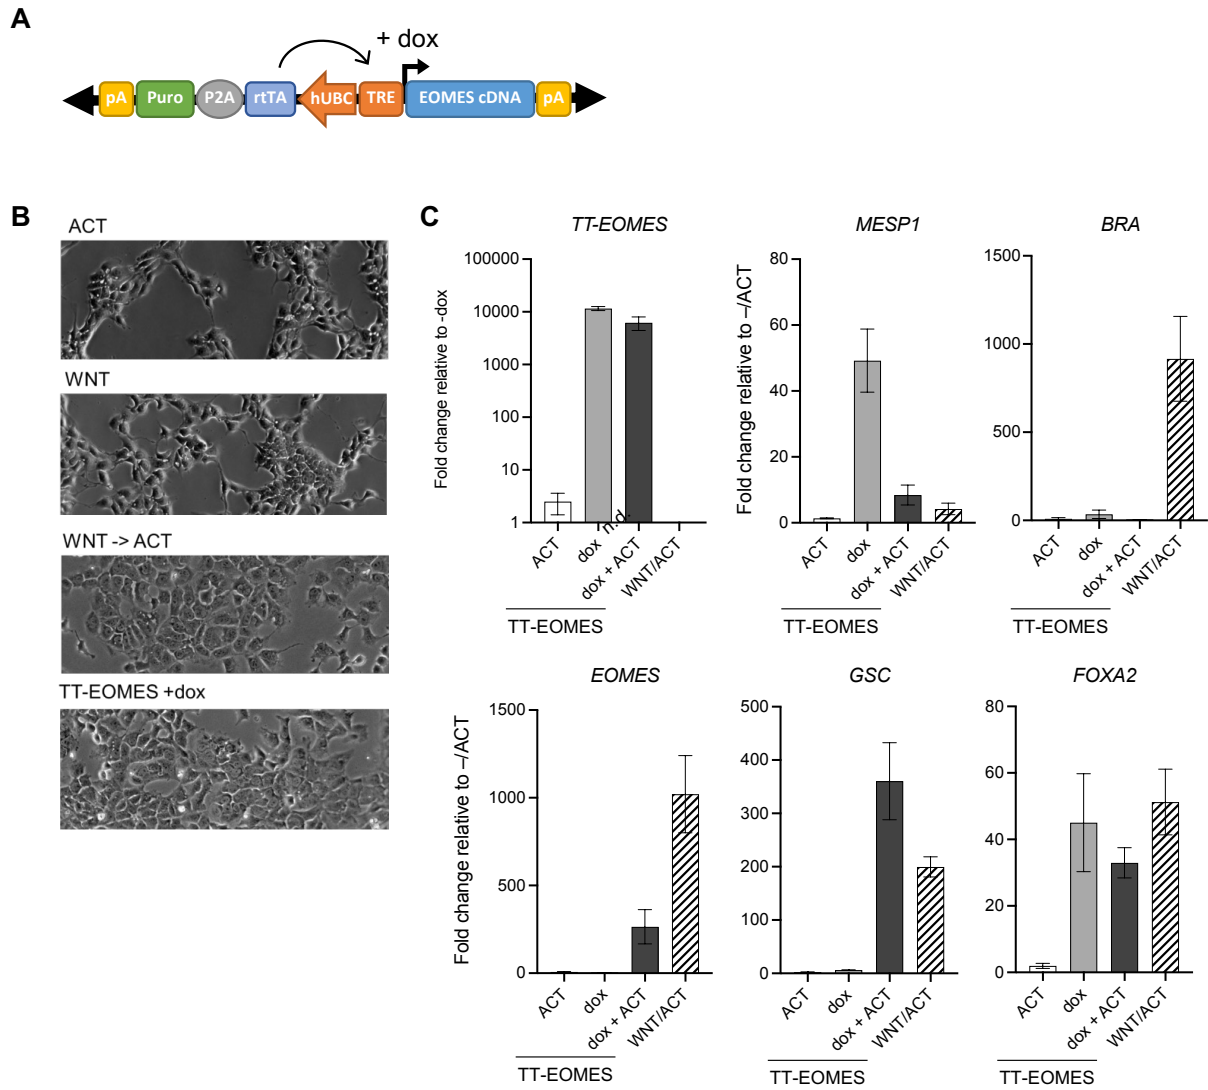 A
+ dox
pA Puro P2A rtTA hUBC TRE EOMES cDNA pA
B
ACT
WNT
WNT -> ACT
TT-EOMES +dox
C
TT-EOMES
Fold change relative to -dox
100000
10000
1000
100
10
1
n.d.
ACT
dox
dox + ACT
WNT/ACT
TT-EOMES
MESP1
Fold change relative to –/ACT
80
60
40
20
0
ACT
dox
dox + ACT
WNT/ACT
TT-EOMES
BRA
1500
1000
500
0
ACT
dox
dox + ACT
WNT/ACT
TT-EOMES
EOMES
Fold change relative to –/ACT
1500
1000
500
0
ACT
dox
dox + ACT
WNT/ACT
TT-EOMES
GSC
500
400
300
200
100
0
ACT
dox
dox + ACT
WNT/ACT
TT-EOMES
FOXA2
80
60
40
20
0
ACT
dox
dox + ACT
WNT/ACT
TT-EOMES